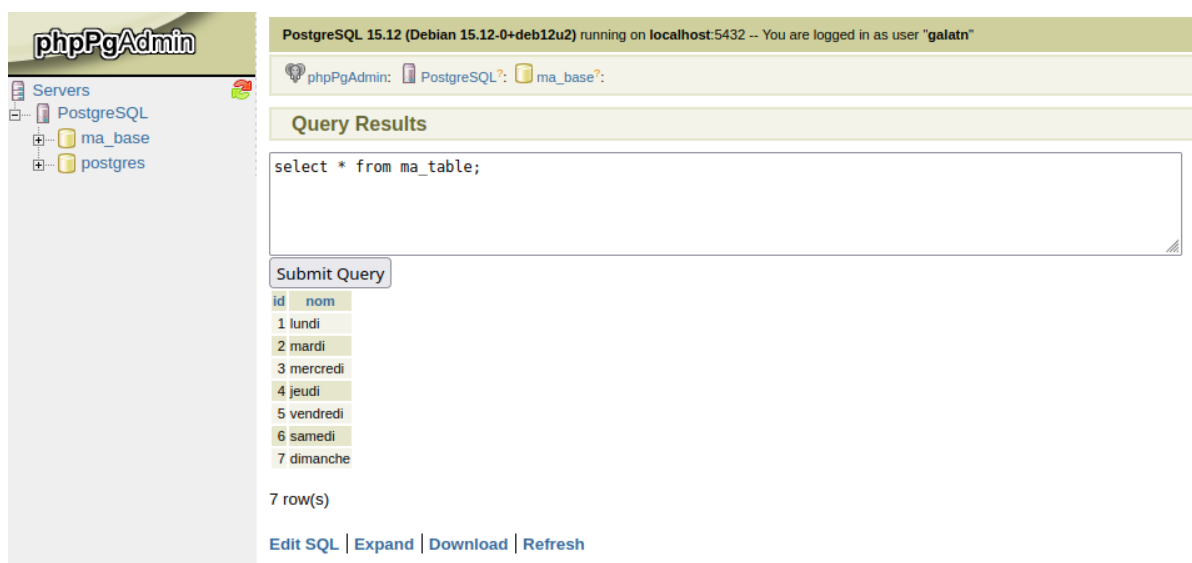 phpPgAdmin
Servers
PostgreSQL
ma_base
postgres
PostgreSQL 15.12 (Debian 15.12-0+deb12u2) running on localhost:5432 -- You are logged in as user "galatn"
phpPgAdmin: PostgreSQL?: ma_base?:
Query Results
select * from ma_table;
Submit Query
id nom
1 lundi
2 mardi
3 mercredi
4 jeudi
5 vendredi
6 samedi
7 dimanche
7 row(s)
Edit SQL | Expand | Download | Refresh